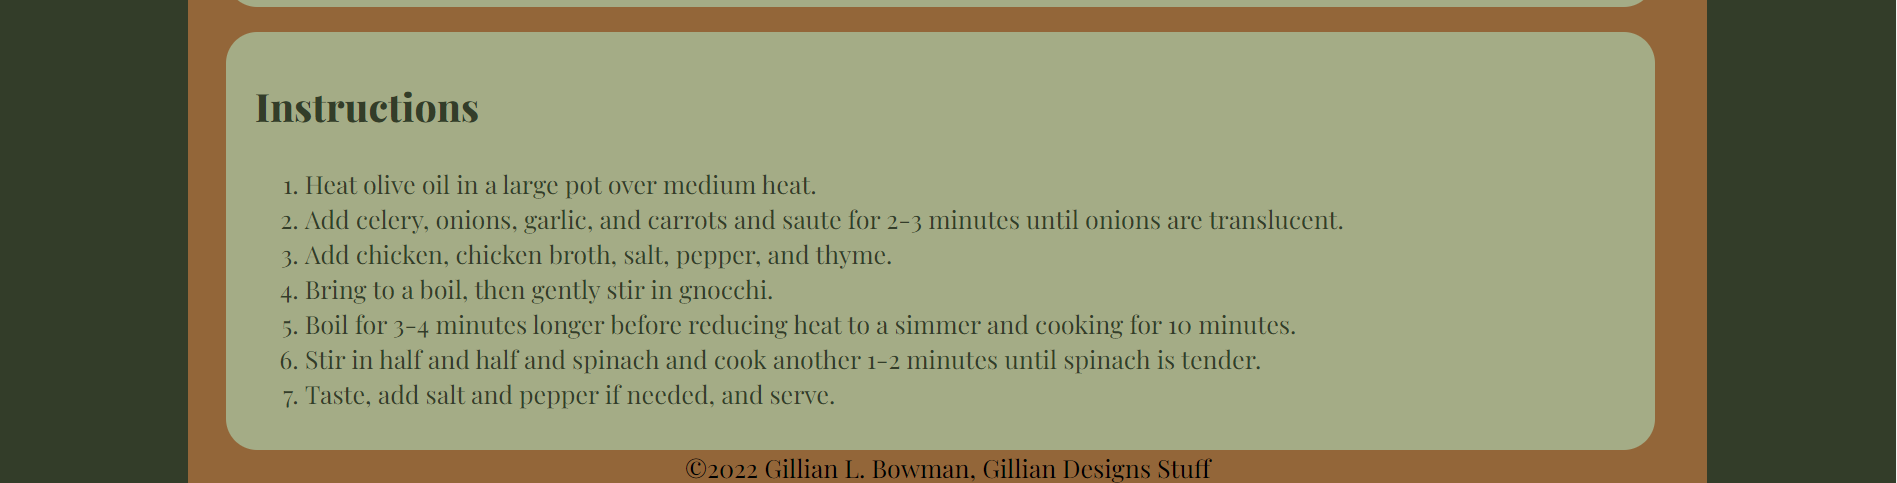 Instructions
1. Heat olive oil in a large pot over medium heat.
2. Add celery, onions, garlic, and carrots and saute for 2-3 minutes until onions are translucent.
3. Add chicken, chicken broth, salt, pepper, and thyme.
4. Bring to a boil, then gently stir in gnocchi.
5. Boil for 3-4 minutes longer before reducing heat to a simmer and cooking for 10 minutes.
6. Stir in half and half and spinach and cook another 1-2 minutes until spinach is tender.
7. Taste, add salt and pepper if needed, and serve.
©2022 Gillian L. Bowman, Gillian Designs Stuff